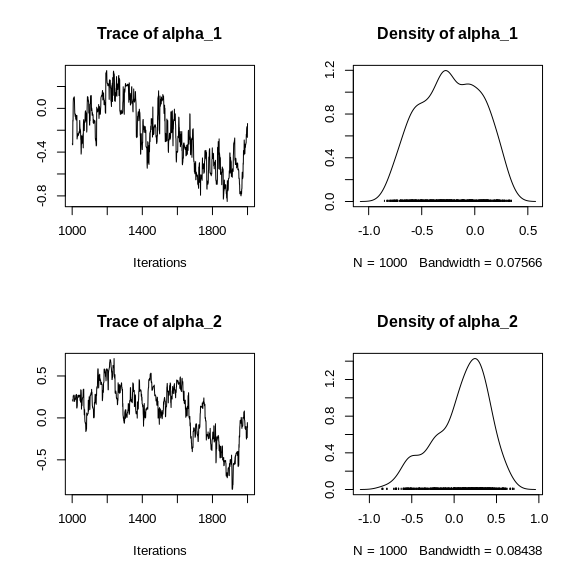 Trace of alpha_1
0.0
-0.4
-0.8
1000 1400 1800
Iterations
Density of alpha_1
1.2
0.8
0.4
0.0
-1.0 -0.5 0.0 0.5
N = 1000 Bandwidth = 0.07566
Trace of alpha_2
0.5
0.0
-0.5
1000 1400 1800
Iterations
Density of alpha_2
1.2
0.8
0.4
0.0
-1.0 -0.5 0.0 0.5 1.0
N = 1000 Bandwidth = 0.08438